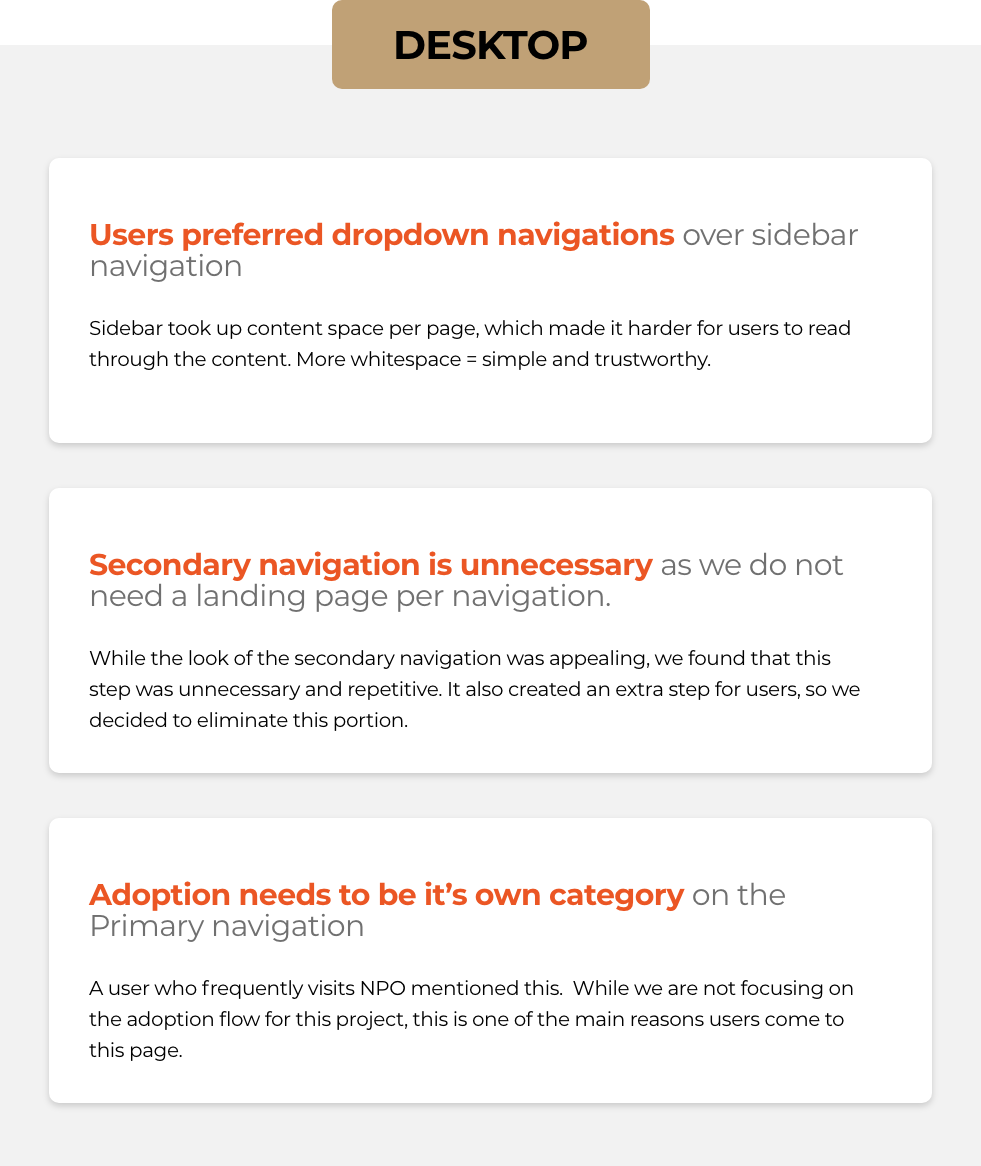 DESKTOP
Users preferred dropdown navigations over sidebar
navigation
Sidebar took up content space per page, which made it harder for users to read
through the content. More whitespace = simple and trustworthy.
Secondary navigation is unnecessary as we do not
need a landing page per navigation.
While the look of the secondary navigation was appealing, we found that this
step was unnecessary and repetitive. It also created an extra step for users, so we
decided to eliminate this portion.
Adoption needs to be it’s own category on the
Primary navigation
A user who frequently visits NPO mentioned this.  While we are not focusing on
the adoption flow for this project, this is one of the main reasons users come to
this page.